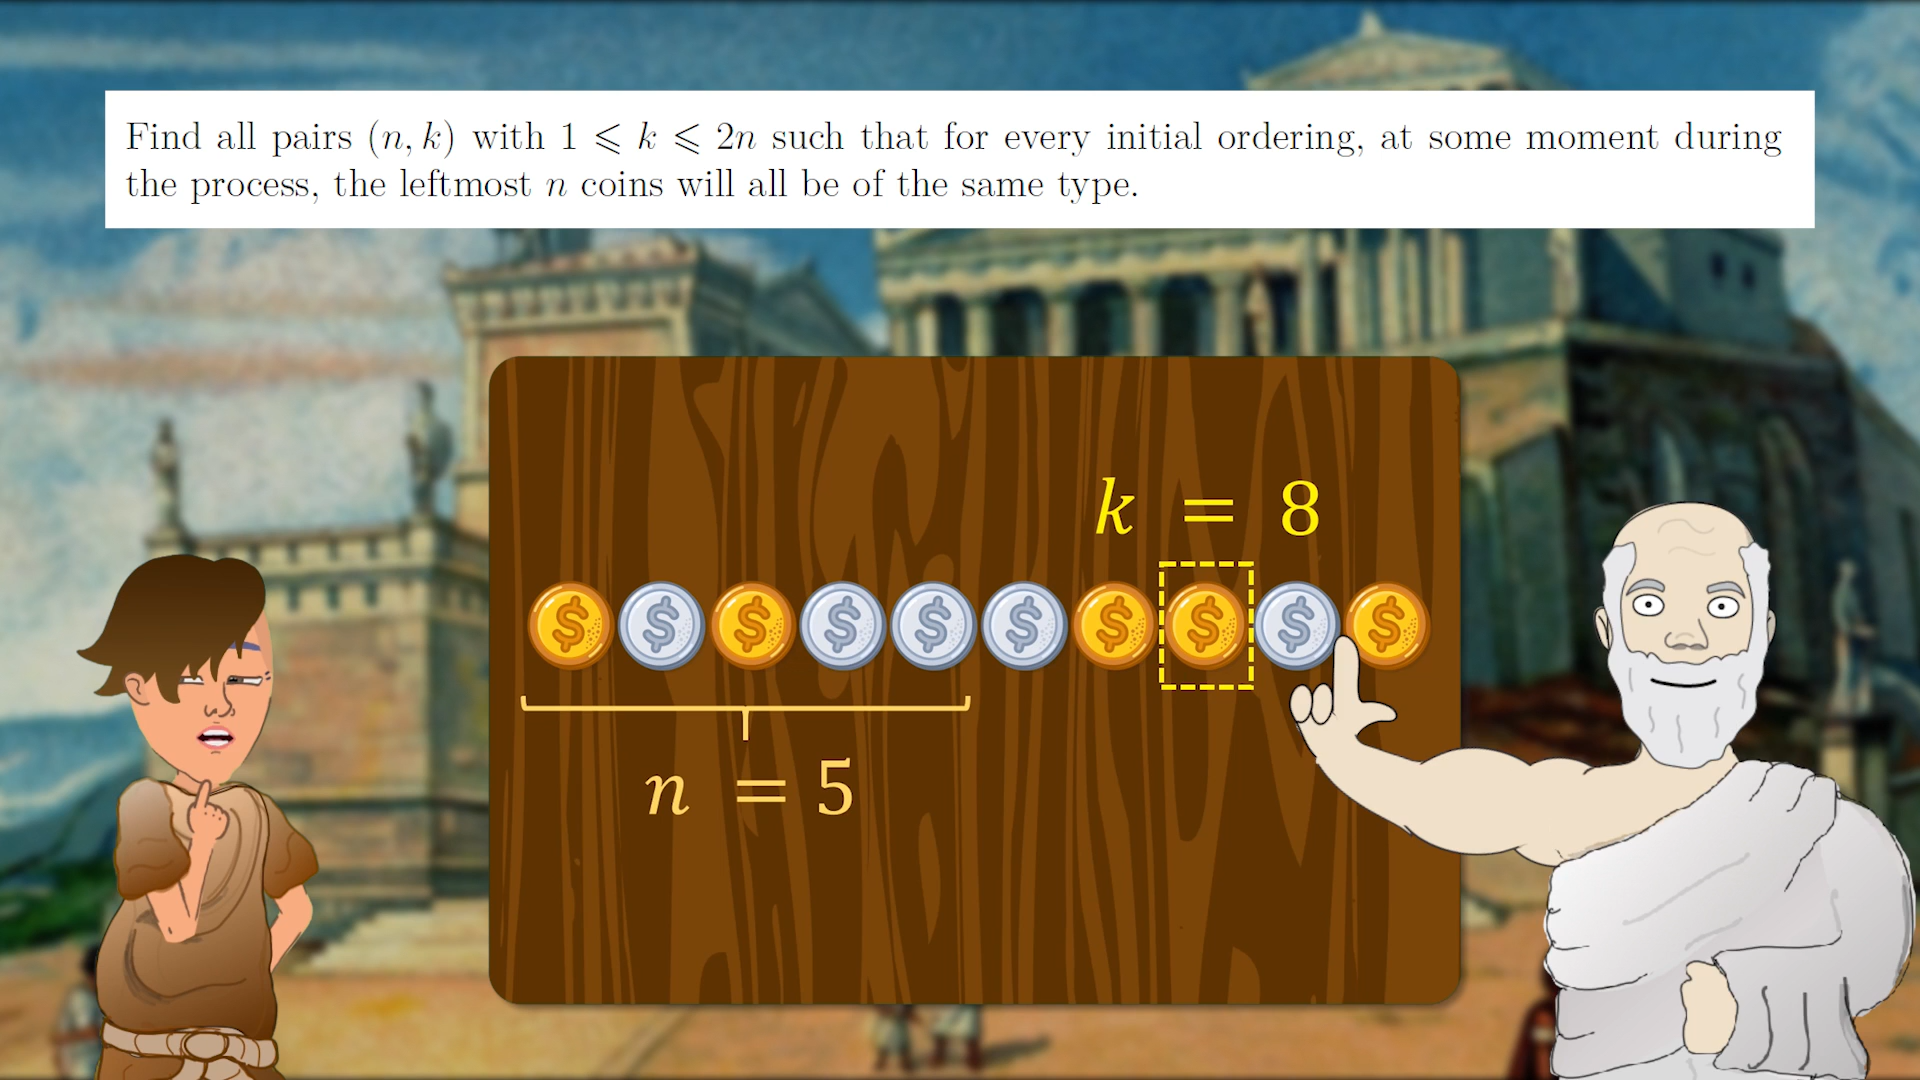 Find all pairs (n, k) with 1 ⩽ k ⩽ 2n such that for every initial ordering, at some moment during
the process, the leftmost n coins will all be of the same type.
k = 8
$ $ $ $ $ $ $ $ $ $
n = 5